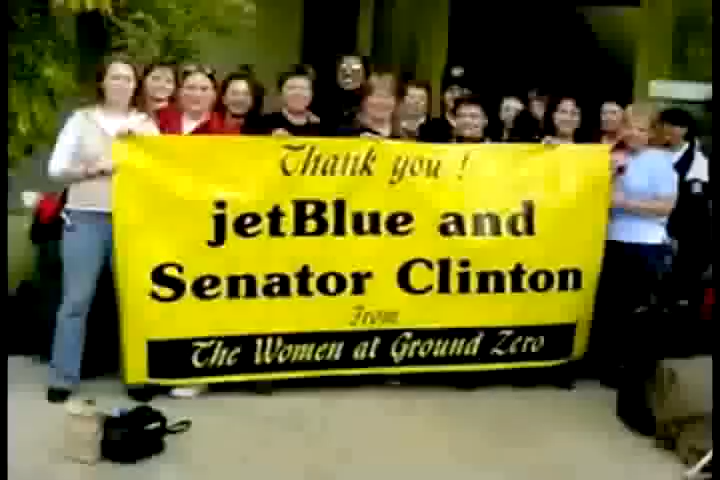 Thank you !
jetBlue and
Senator Clinton
From
The Women at Ground Zero